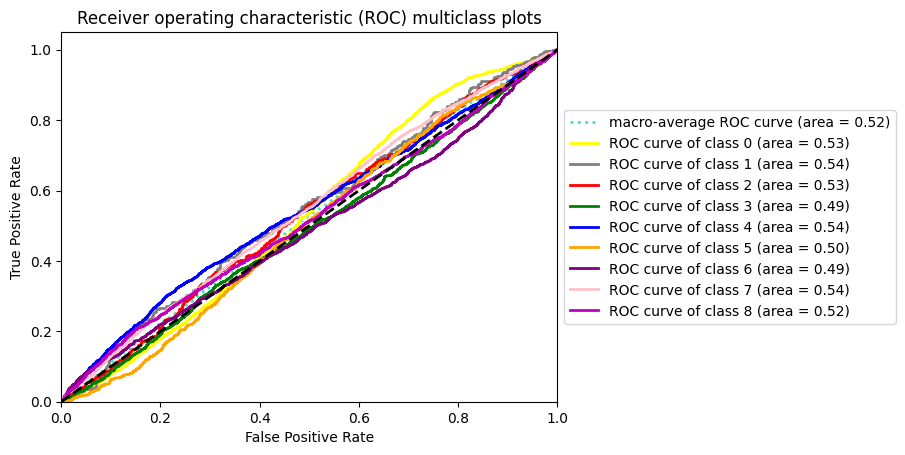 Receiver operating characteristic (ROC) multiclass plots
True Positive Rate
1.0
0.8
0.6
0.4
0.2
0.0
0.0 0.2 0.4 0.6 0.8 1.0
False Positive Rate
macro-average ROC curve (area = 0.52)
ROC curve of class 0 (area = 0.53)
ROC curve of class 1 (area = 0.54)
ROC curve of class 2 (area = 0.53)
ROC curve of class 3 (area = 0.49)
ROC curve of class 4 (area = 0.54)
ROC curve of class 5 (area = 0.50)
ROC curve of class 6 (area = 0.49)
ROC curve of class 7 (area = 0.54)
ROC curve of class 8 (area = 0.52)